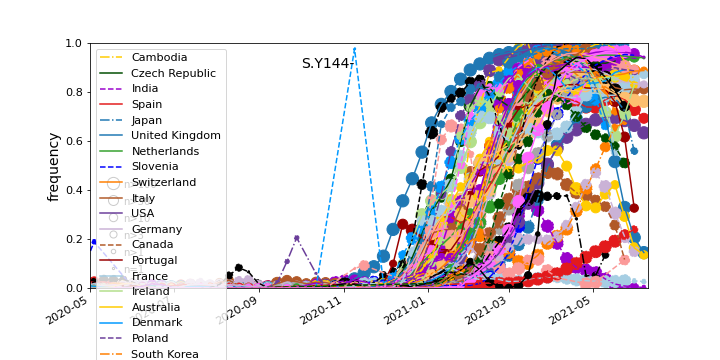 1.0
0.8
0.6
0.4
0.2
0.0
frequency
S.Y144-
Cambodia
Czech Republic
India
Spain
Japan
United Kingdom
Netherlands
Slovenia
Switzerland
Italy
USA
Germany
Canada
Portugal
France
Ireland
Australia
Denmark
Poland
South Korea
2020-05
2020-09
2020-11
2021-01
2021-03
2021-05